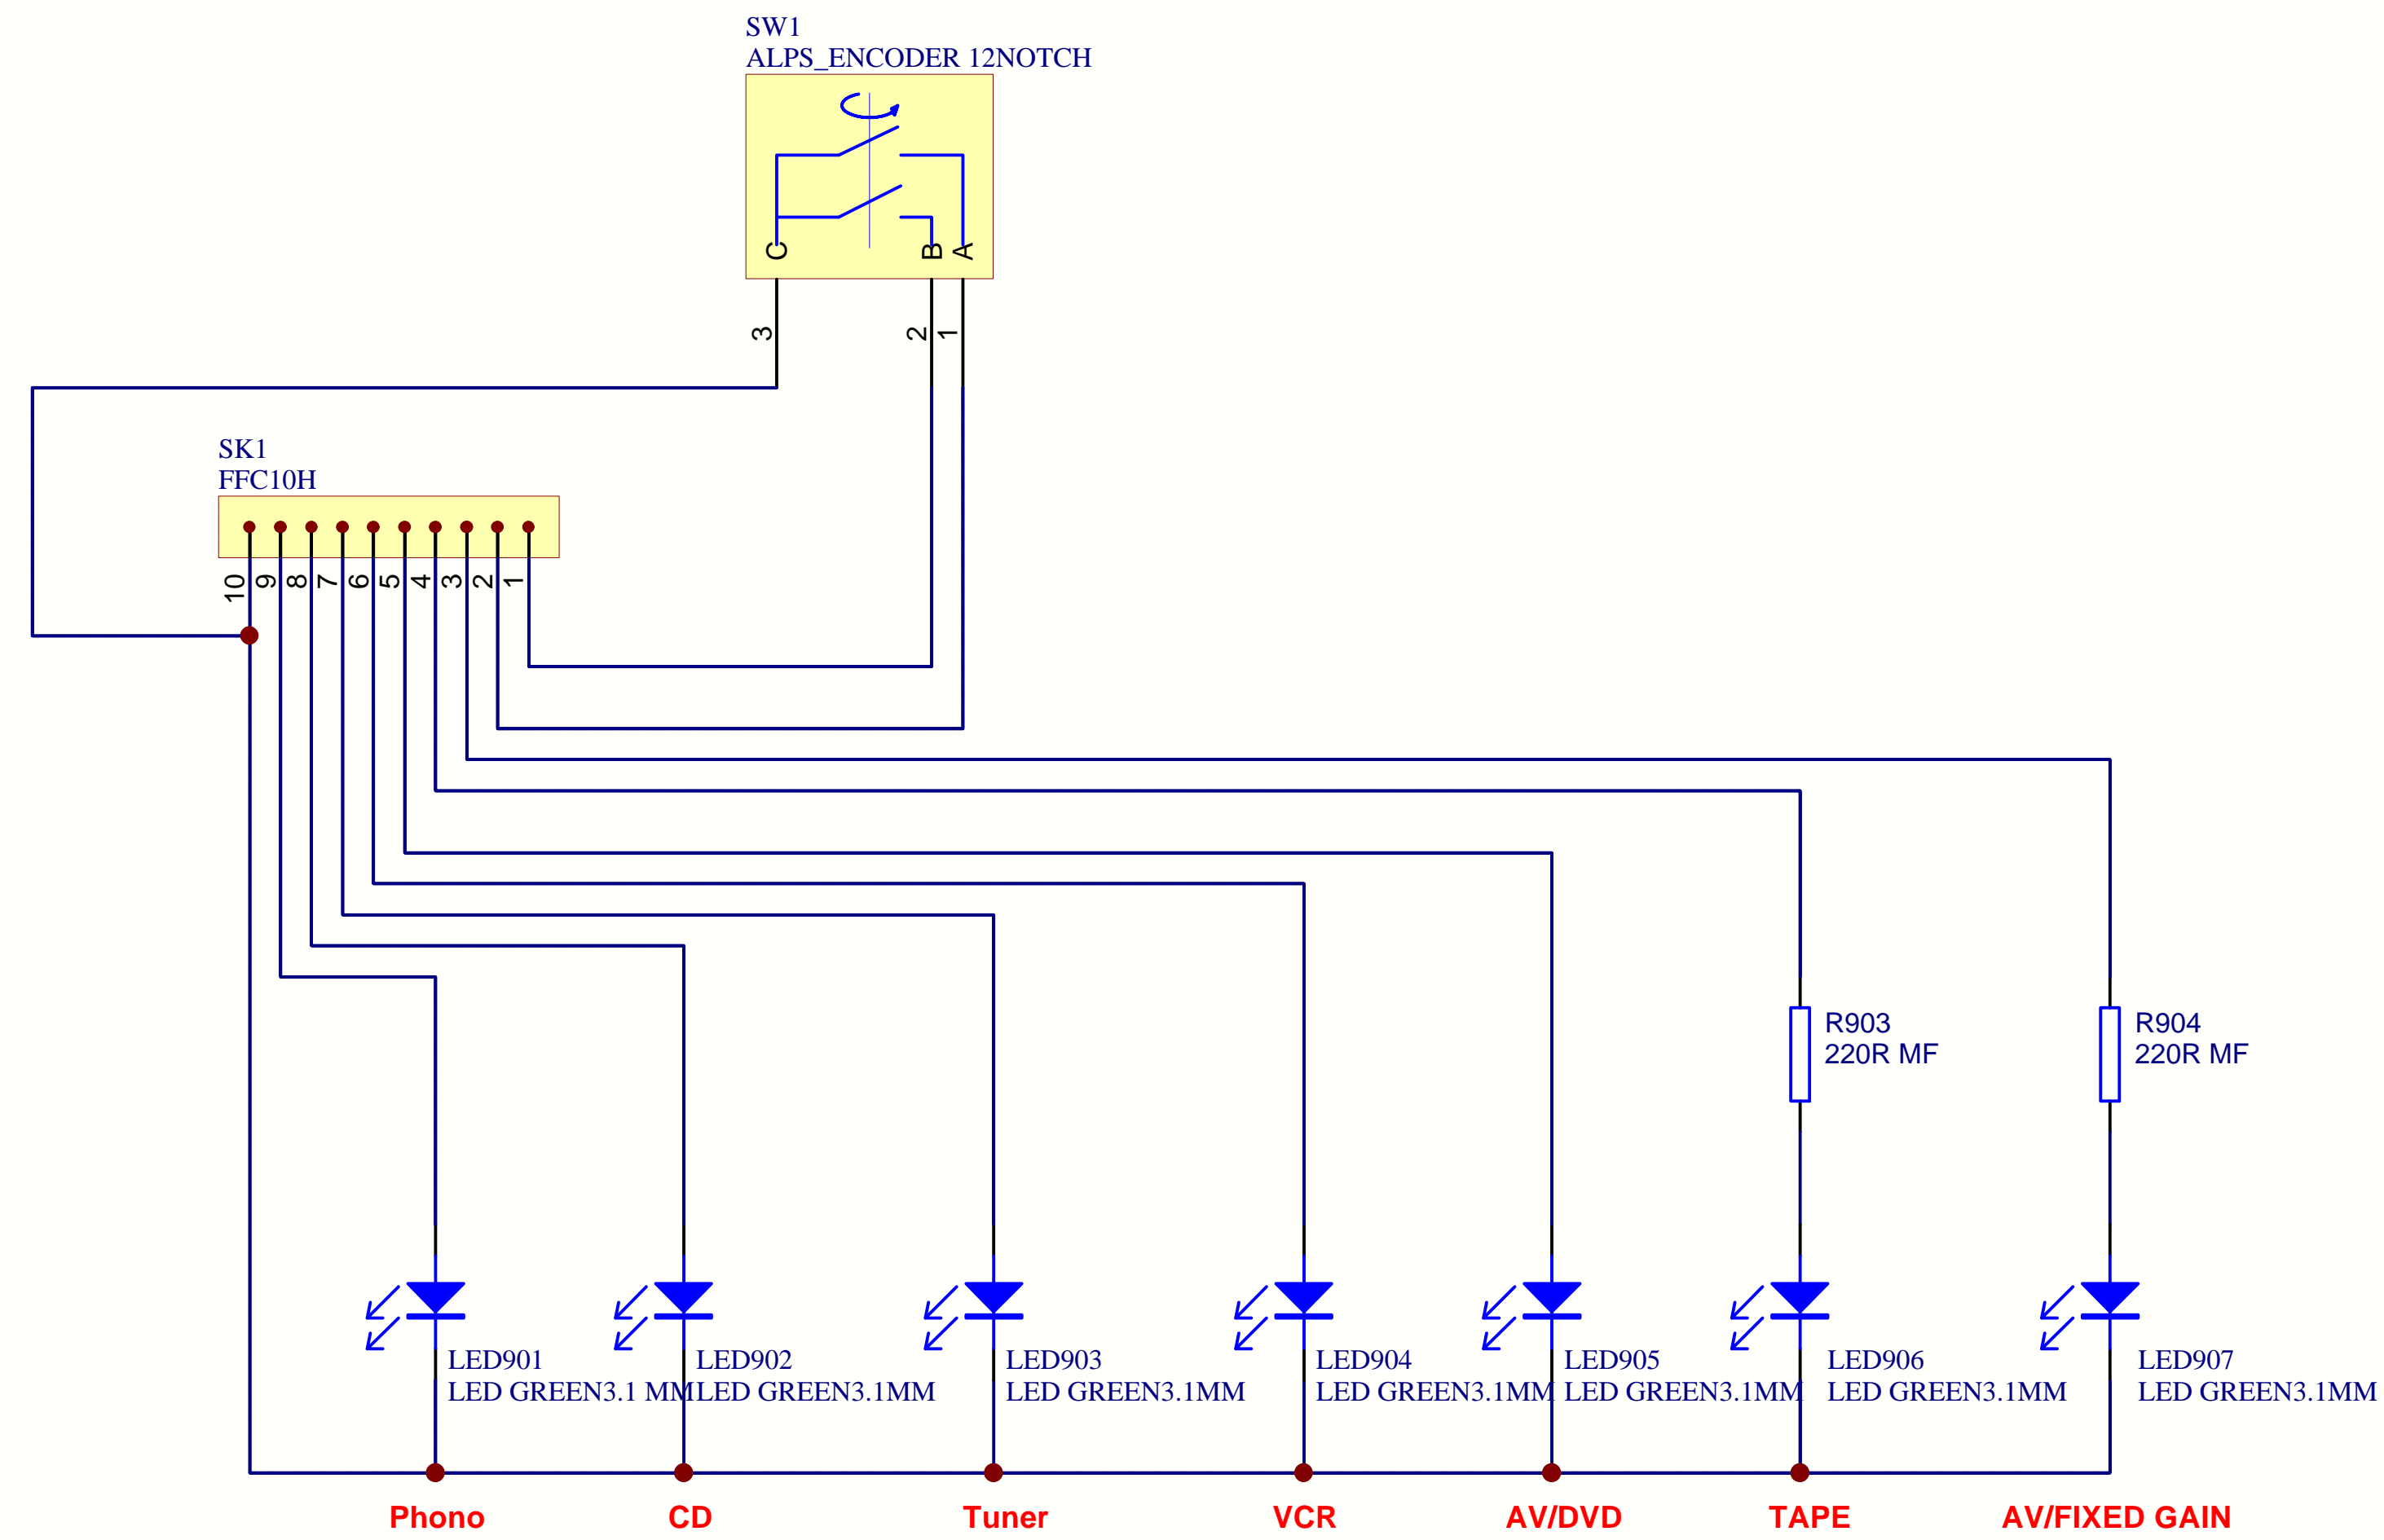 SW1
ALPS_ENCODER 12NOTCH
C
B
A
3
2
1
SK1
FFC10H
10
9
8
7
6
5
4
3
2
1
R903
220R MF
R904
220R MF
LED901
LED GREEN3.1 MM
LED902
LED GREEN3.1MM
LED903
LED GREEN3.1MM
LED904
LED GREEN3.1MM
LED905
LED GREEN3.1MM
LED906
LED GREEN3.1MM
LED907
LED GREEN3.1MM
Phono
CD
Tuner
VCR
AV/DVD
TAPE
AV/FIXED GAIN